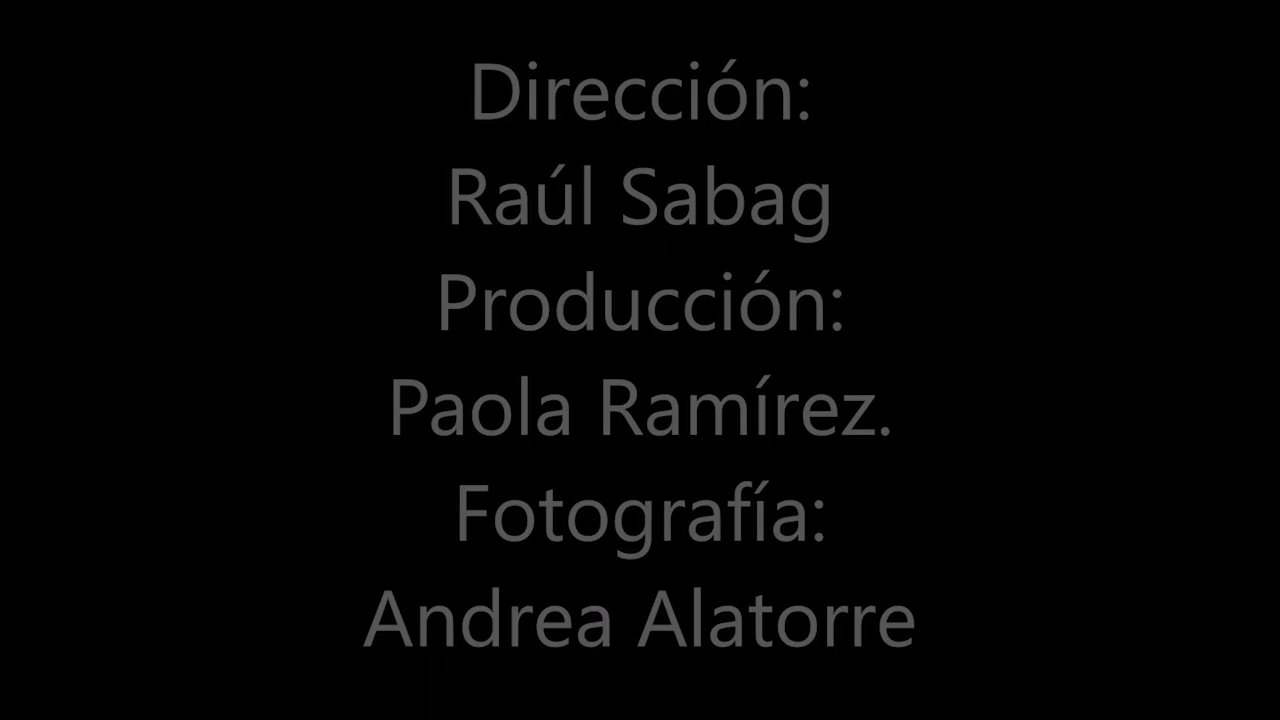 Dirección:
Raúl Sabag
Producción:
Paola Ramírez.
Fotografía:
Andrea Alatorre